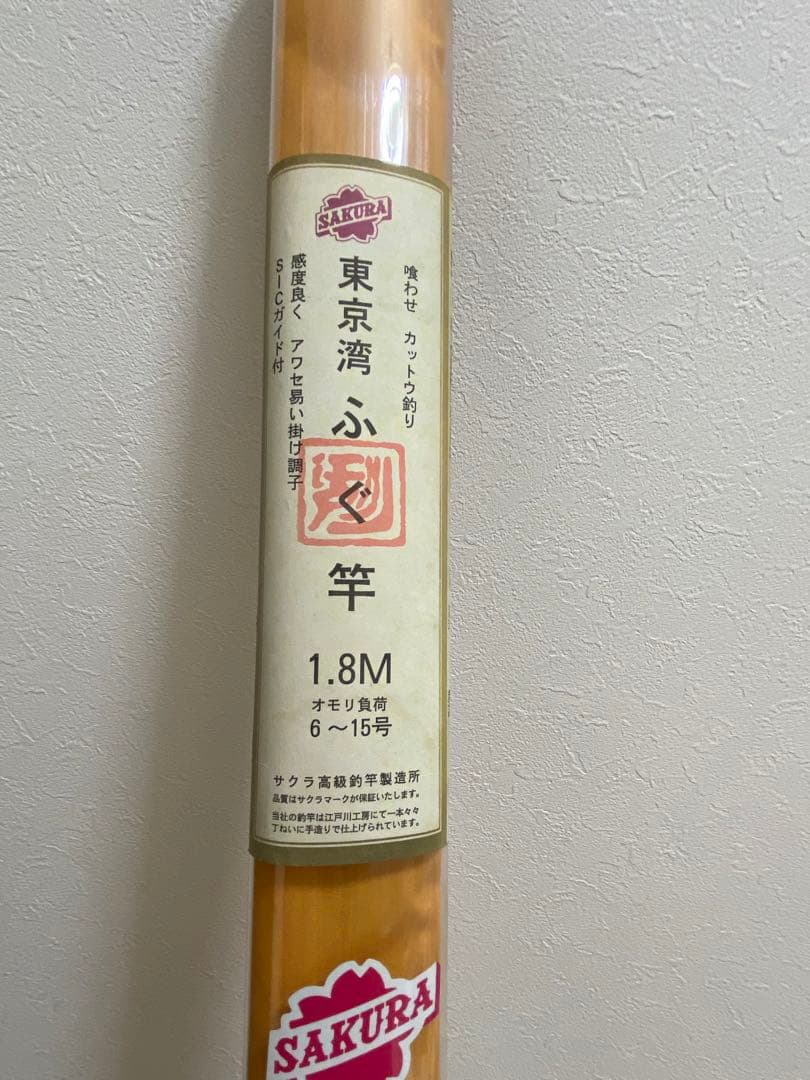 SAKURA
喰わせ カットウ釣り
東京湾 ふぐ竿
感度良く アワセ易い掛け調子
SICガイド付
1.8M
オモリ負荷
6〜15号
サクラ高級釣竿製造所
品質はサクラマークが保証いたします。
当社の釣竿は江戸川工房にて一本々々
丁ねいに手造りで仕上げられています。
SAKURA